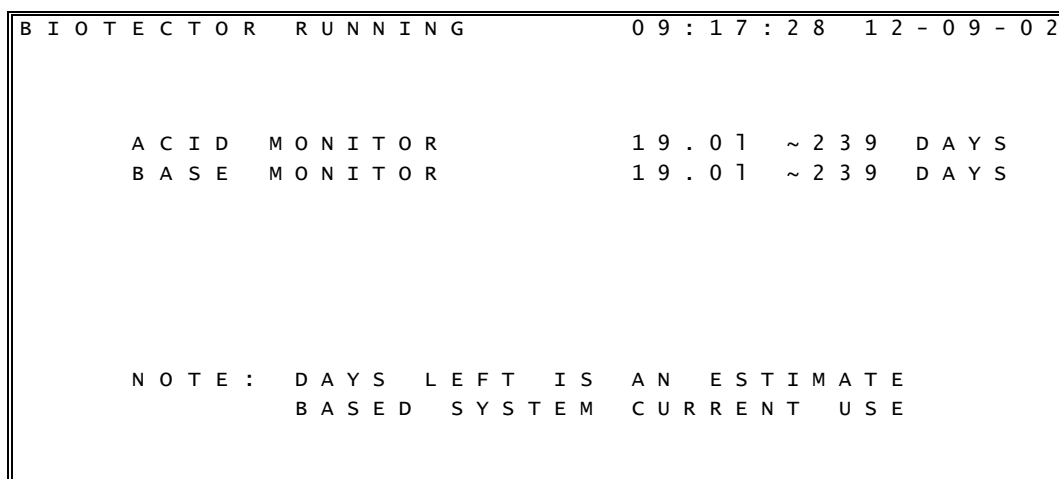 BIOTECTOR RUNNING 09:17:28 12-09-02
ACID MONITOR 19.0l ~239 DAYS
BASE MONITOR 19.0l ~239 DAYS
NOTE: DAYS LEFT IS AN ESTIMATE
BASED SYSTEM CURRENT USE